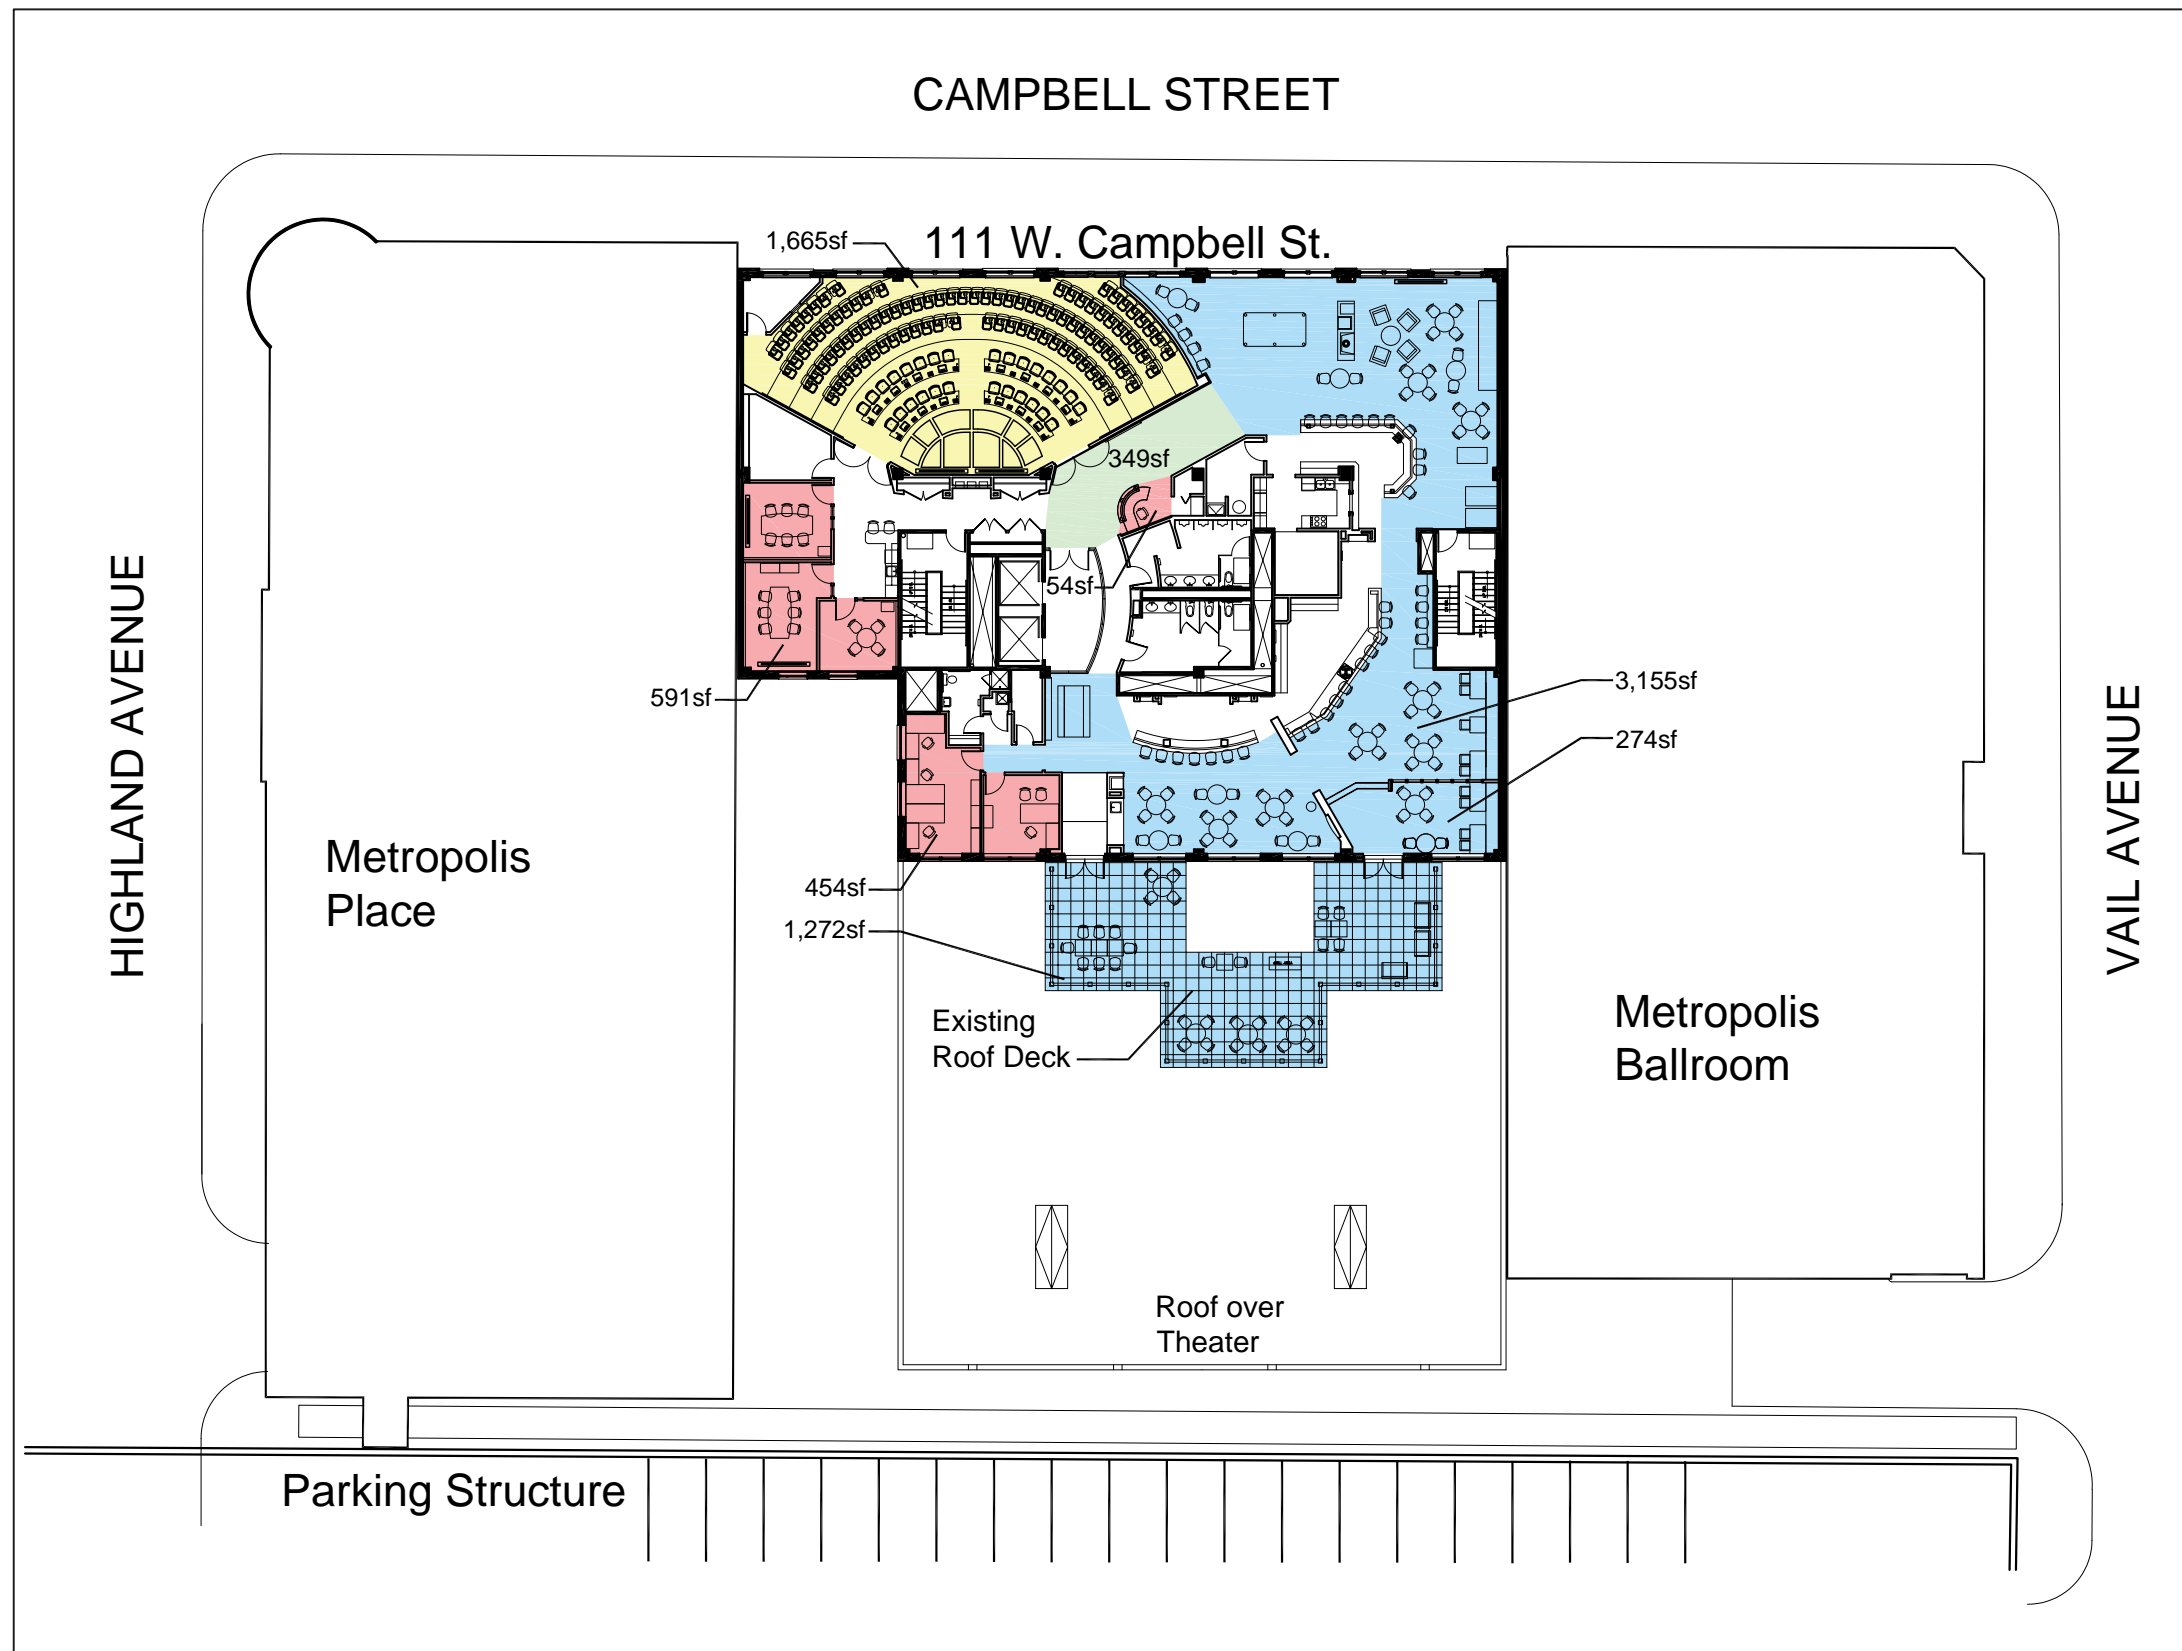 CAMPBELL STREET
111 W. Campbell St.
1,665sf
349sf
54sf
591sf
3,155sf
274sf
454sf
1,272sf
HIGHLAND AVENUE
VAIL AVENUE
Metropolis
Place
Existing
Roof Deck
Metropolis
Ballroom
Roof over
Theater
Parking Structure